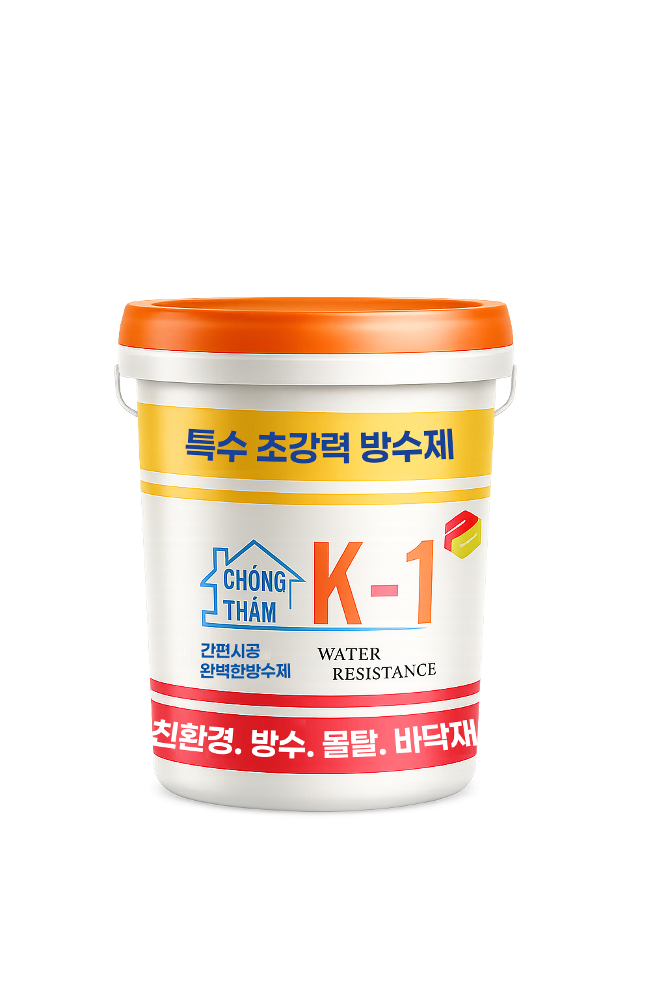 특수 초강력 방수제
CHÓNG
THÁM
K-1
간편시공
완벽한방수제
WATER
RESISTANCE
친환경. 방수. 몰탈. 바닥재